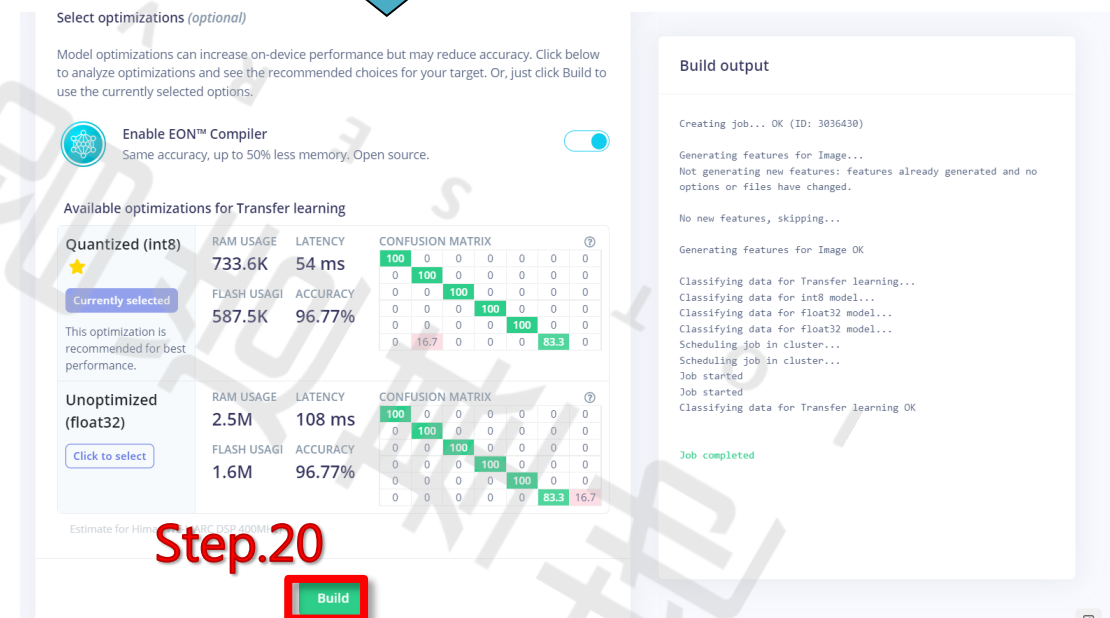 Select optimizations (optional)
Model optimizations can increase on-device performance but may reduce accuracy. Click below
to analyze optimizations and see the recommended choices for your target. Or, just click Build to
use the currently selected options.
Enable EON™ Compiler
Same accuracy, up to 50% less memory. Open source.
Available optimizations for Transfer learning
Quantized (int8)
Currently selected
This optimization is
recommended for best
performance.
RAM USAGE LATENCY
733.6K 54 ms
FLASH USAGI ACCURACY
587.5K 96.77%
CONFUSION MATRIX ?
100 0 0 0 0 0 0
0 100 0 0 0 0 0
0 0 100 0 0 0 0
0 0 0 100 0 0 0
0 0 0 0 100 0 0
0 16.7 0 0 0 83.3 0
Unoptimized
(float32)
Click to select
RAM USAGE LATENCY
2.5M 108 ms
FLASH USAGI ACCURACY
1.6M 96.77%
CONFUSION MATRIX ?
100 0 0 0 0 0 0
0 100 0 0 0 0 0
0 0 100 0 0 0 0
0 0 0 100 0 0 0
0 0 0 0 100 0 0
0 0 0 0 0 83.3 16.7
Estimate for ARC DSP
Step.20
Build
Build output
Creating job... OK (ID: 3036430)
Generating features for Image...
Not generating new features: features already generated and no
options or files have changed.
No new features, skipping...
Generating features for Image OK
Classifying data for Transfer learning...
Classifying data for int8 model...
Classifying data for float32 model...
Classifying data for float32 model...
Scheduling job in cluster...
Scheduling job in cluster...
Job started
Job started
Classifying data for Transfer learning OK
Job completed